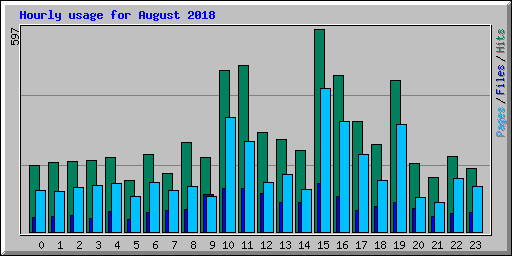 Hourly usage for August 2018
597
Pages/Files/Hits
0 1 2 3 4 5 6 7 8 9 10 11 12 13 14 15 16 17 18 19 20 21 22 23